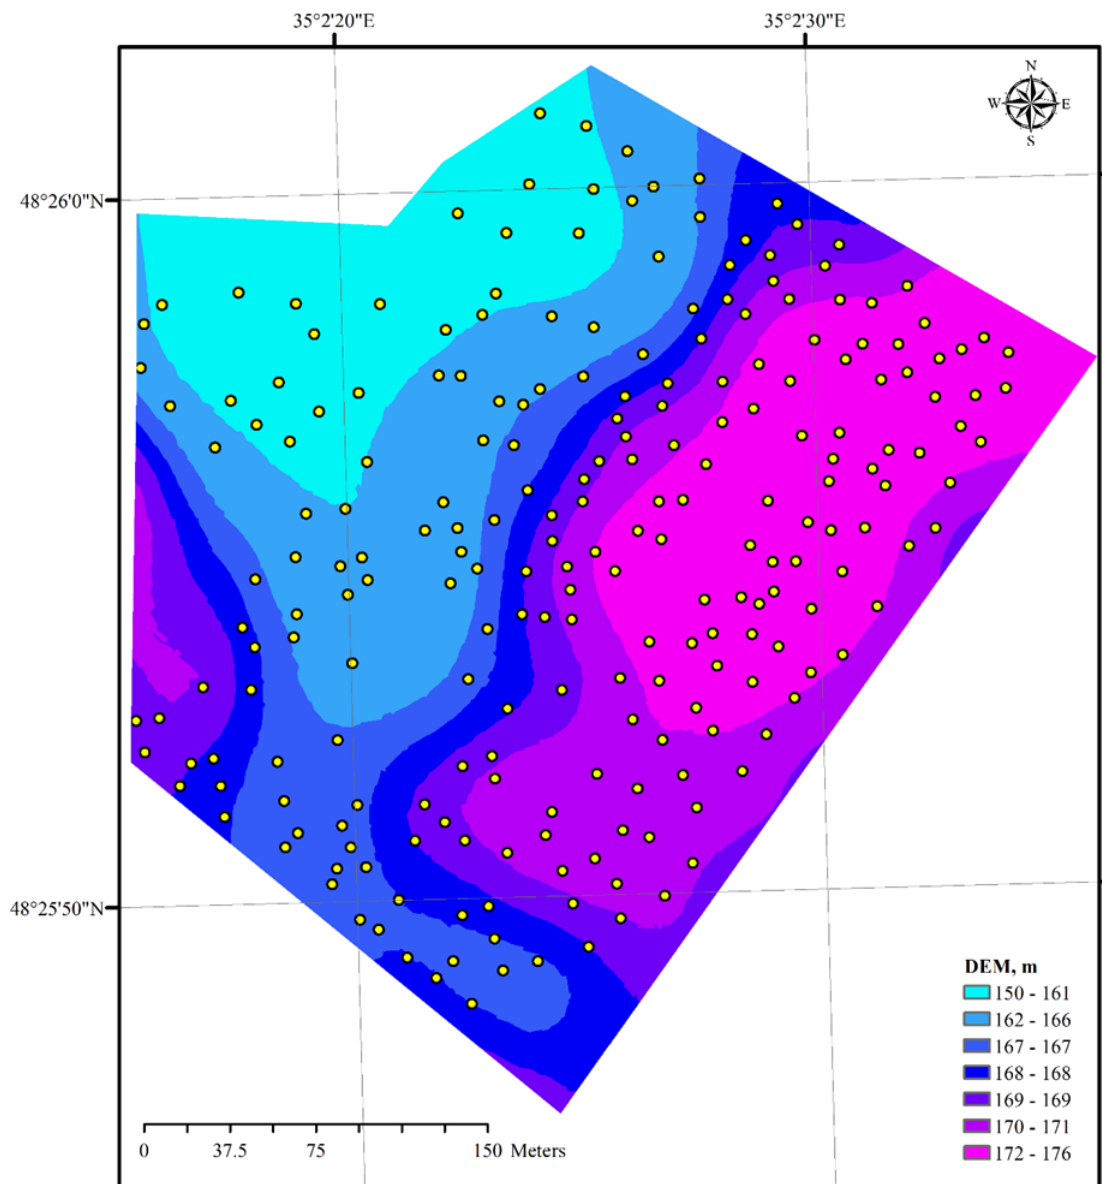 35°2'20"E 35°2'30"E
N
W E
S
48°26'0"N
48°25'50"N
DEM, m
150 - 161
162 - 166
167 - 167
168 - 168
169 - 169
170 - 171
172 - 176
0 37.5 75 150 Meters